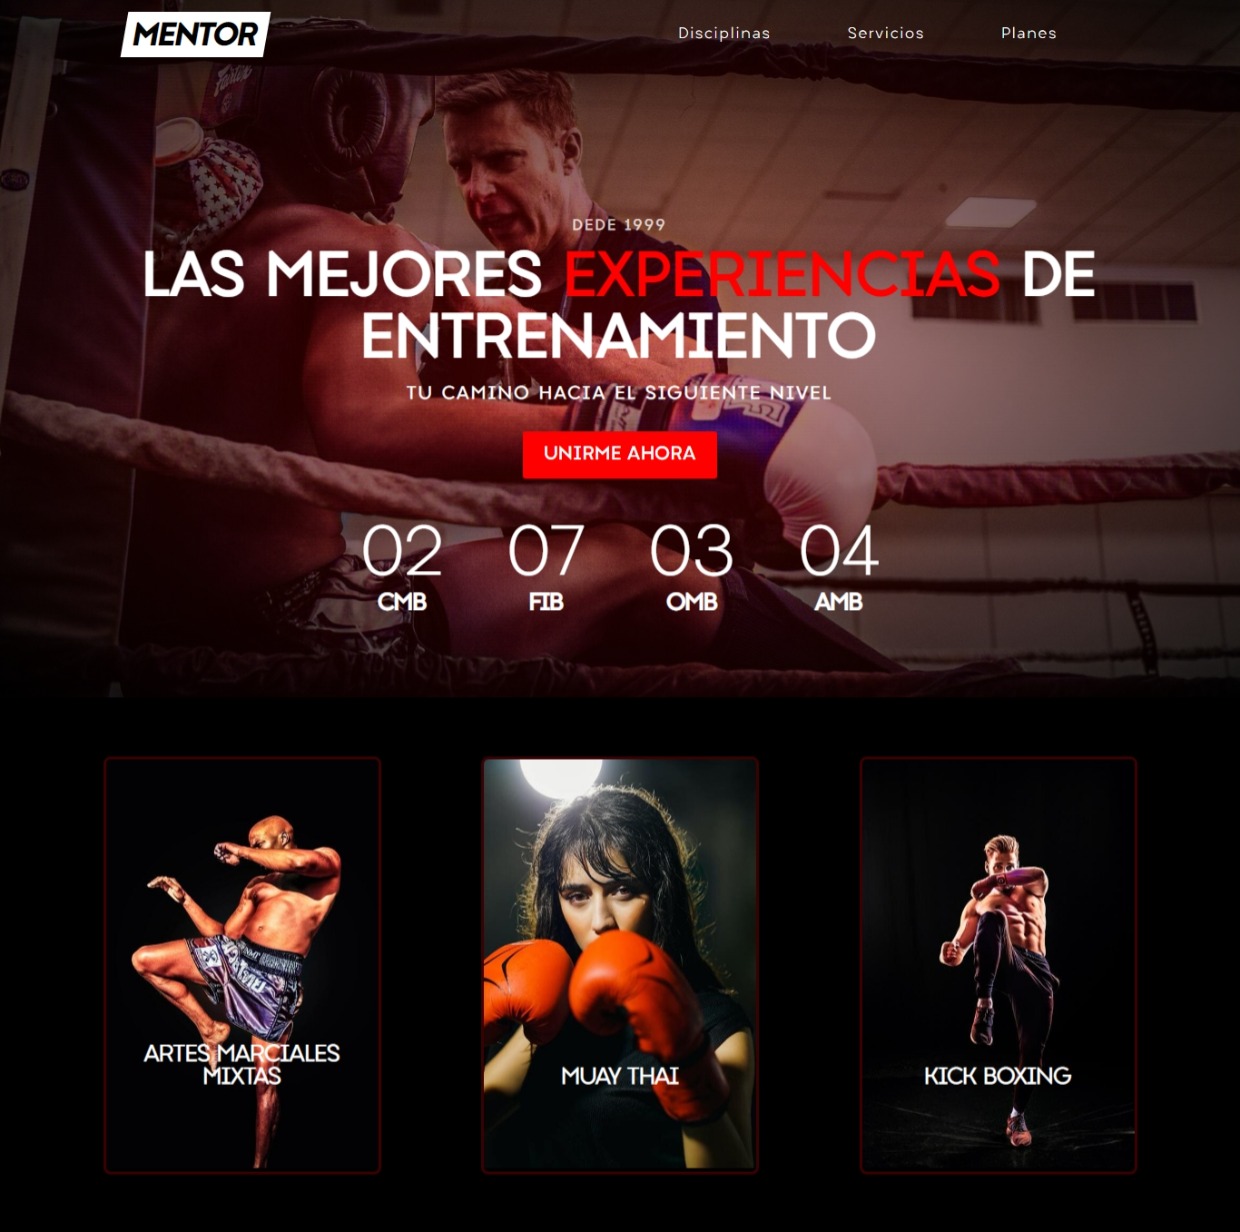 MENTOR
Disciplinas
Servicios
Planes
Fairtex
DEDE 1999
LAS MEJORES EXPERIENCIAS DE
ENTRENAMIENTO
TU CAMINO HACIA EL SIGUIENTE NIVEL
UNIRME AHORA
02 07 03 04
CMB FIB OMB AMB
ARTES MARCIALES
MIXTAS
MUAY THAI
KICK BOXING